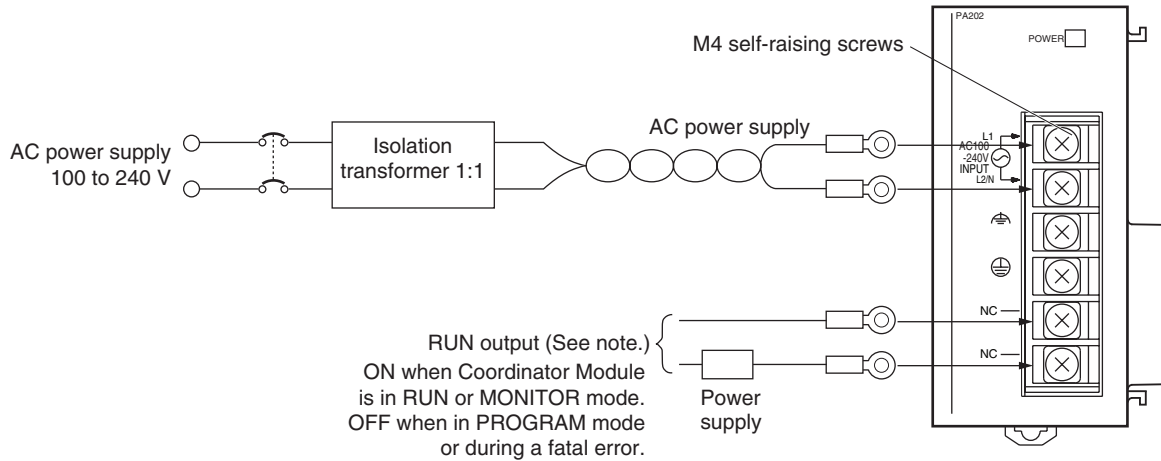 PA202
POWER
M4 self-raising screws
AC power supply
100 to 240 V
Isolation
transformer 1:1
AC power supply
L1
AC100
-240V
INPUT
L2/N
NC
NC
RUN output (See note.)
ON when Coordinator Module
is in RUN or MONITOR mode.
OFF when in PROGRAM mode
or during a fatal error.
Power
supply